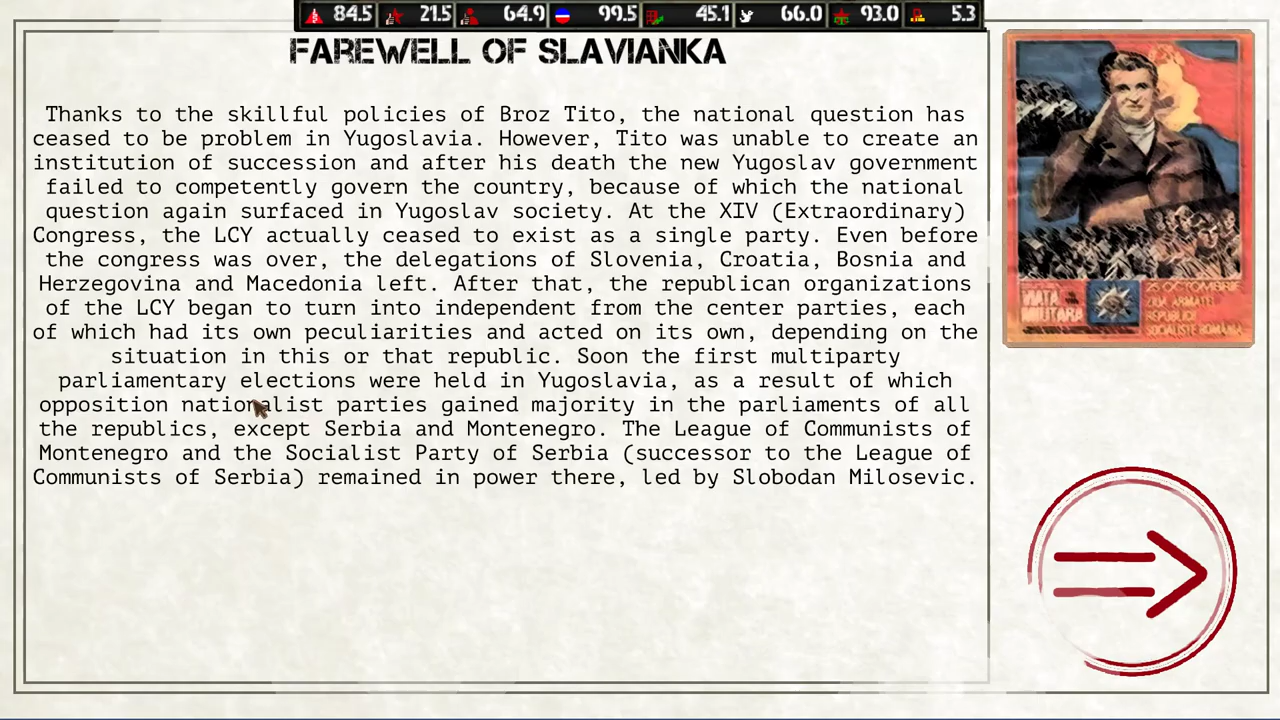 84.5 21.5 64.9 99.5 45.1 66.0 93.0 5.3
FAREWELL OF SLAVIANKA
Thanks to the skillful policies of Broz Tito, the national question has
ceased to be problem in Yugoslavia. However, Tito was unable to create an
institution of succession and after his death the new Yugoslav government
failed to competently govern the country, because of which the national
question again surfaced in Yugoslav society. At the XIV (Extraordinary)
Congress, the LCY actually ceased to exist as a single party. Even before
the congress was over, the delegations of Slovenia, Croatia, Bosnia and
Herzegovina and Macedonia left. After that, the republican organizations
of the LCY began to turn into independent from the center parties, each
of which had its own peculiarities and acted on its own, depending on the
situation in this or that republic. Soon the first multiparty
parliamentary elections were held in Yugoslavia, as a result of which
opposition nationalist parties gained majority in the parliaments of all
the republics, except Serbia and Montenegro. The League of Communists of
Montenegro and the Socialist Party of Serbia (successor to the League of
Communists of Serbia) remained in power there, led by Slobodan Milosevic.
VIATA
MILITARA
25 OCTOMBRIE
ZIUA ARMATEI
REPUBLICII
SOCIALISTE ROMÂNIA